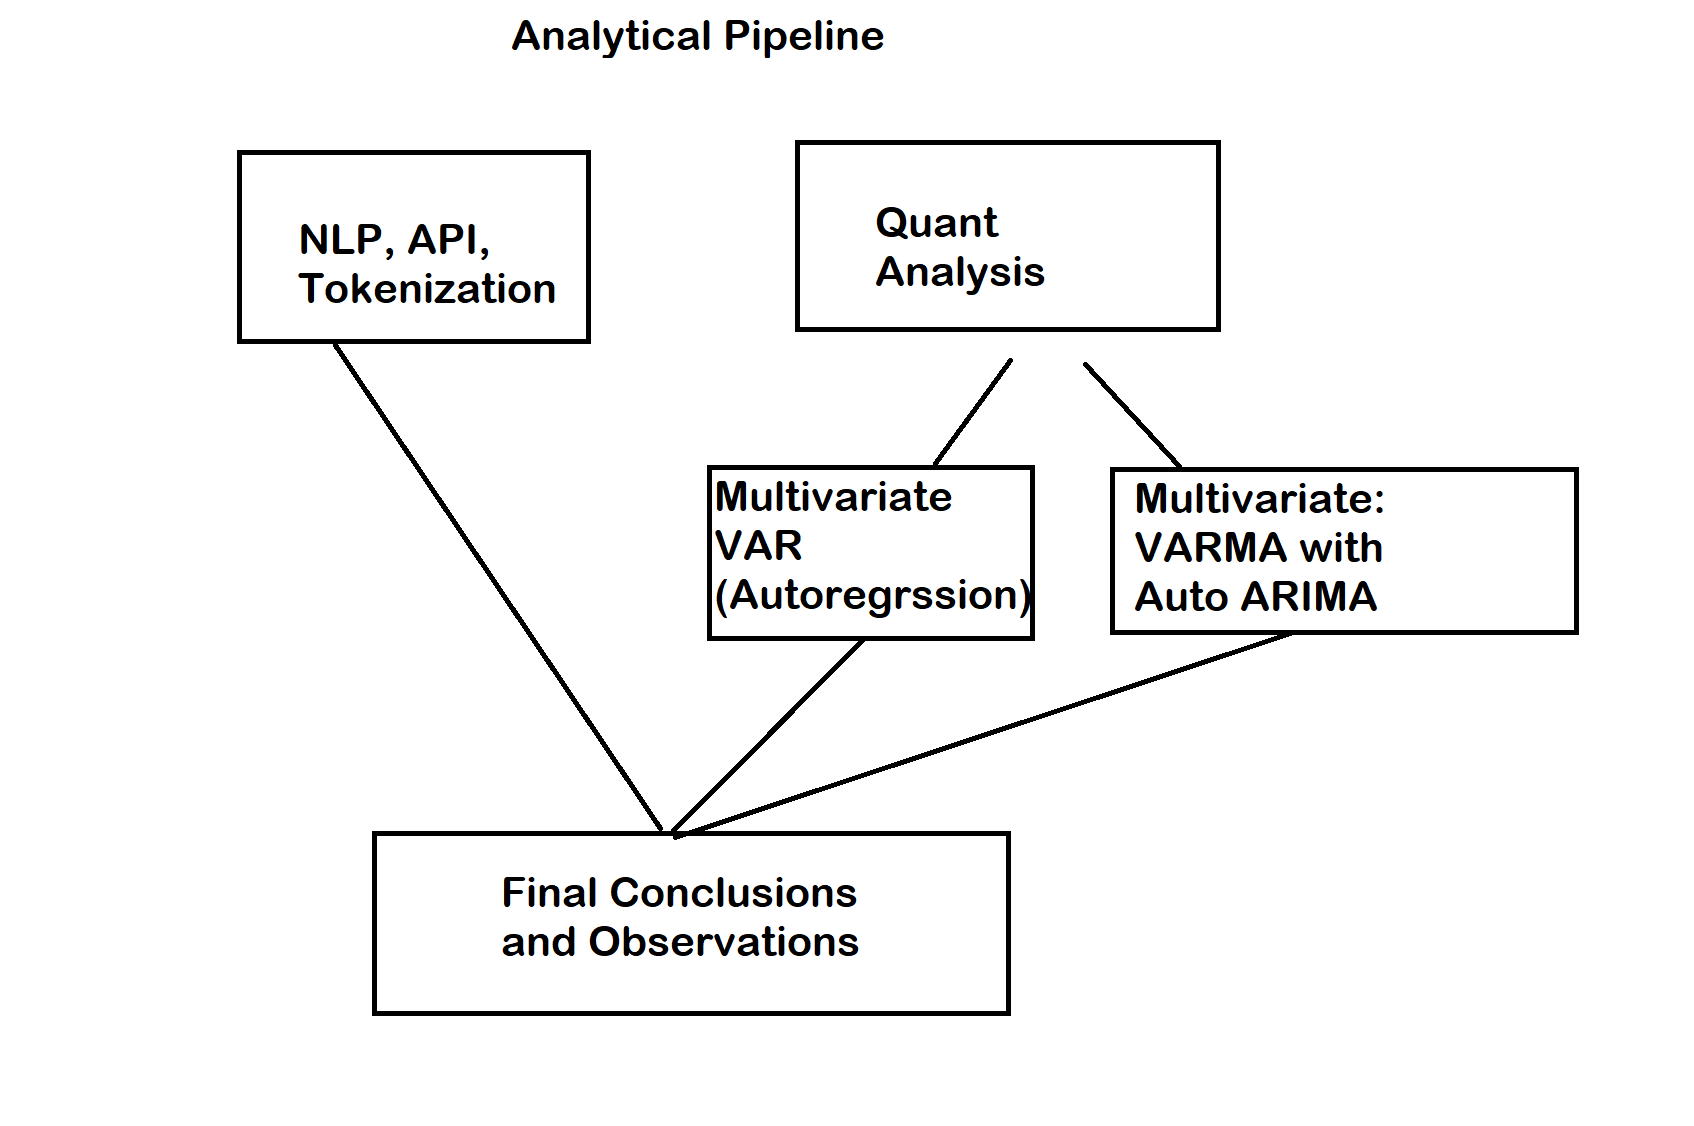 Analytical Pipeline
NLP, API,
Tokenization
Quant
Analysis
Multivariate
VAR
(Autoregrssion)
Multivariate:
VARMA with
Auto ARIMA
Final Conclusions
and Observations